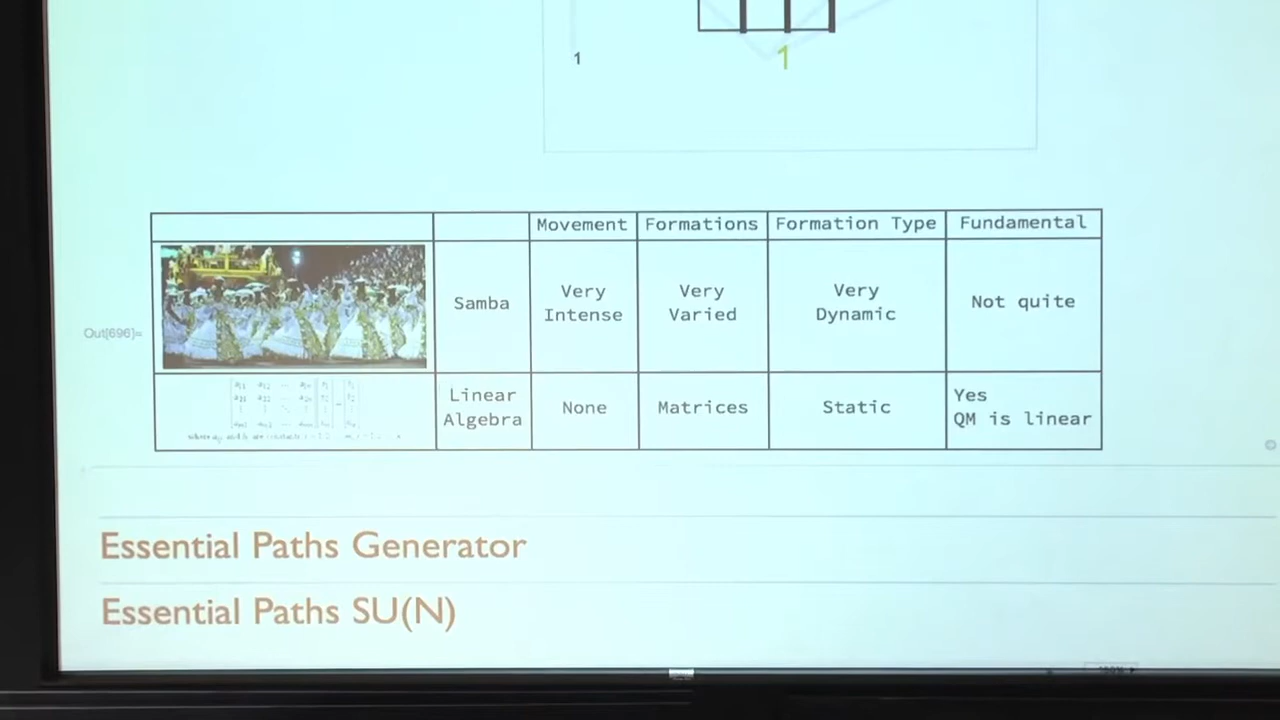 1
1
Movement Formations Formation Type Fundamental
Samba
Very Intense
Very Varied
Very Dynamic
Not quite
Out[696]=
Linear Algebra
None
Matrices
Static
Yes
QM is linear
Essential Paths Generator
Essential Paths SU(N)